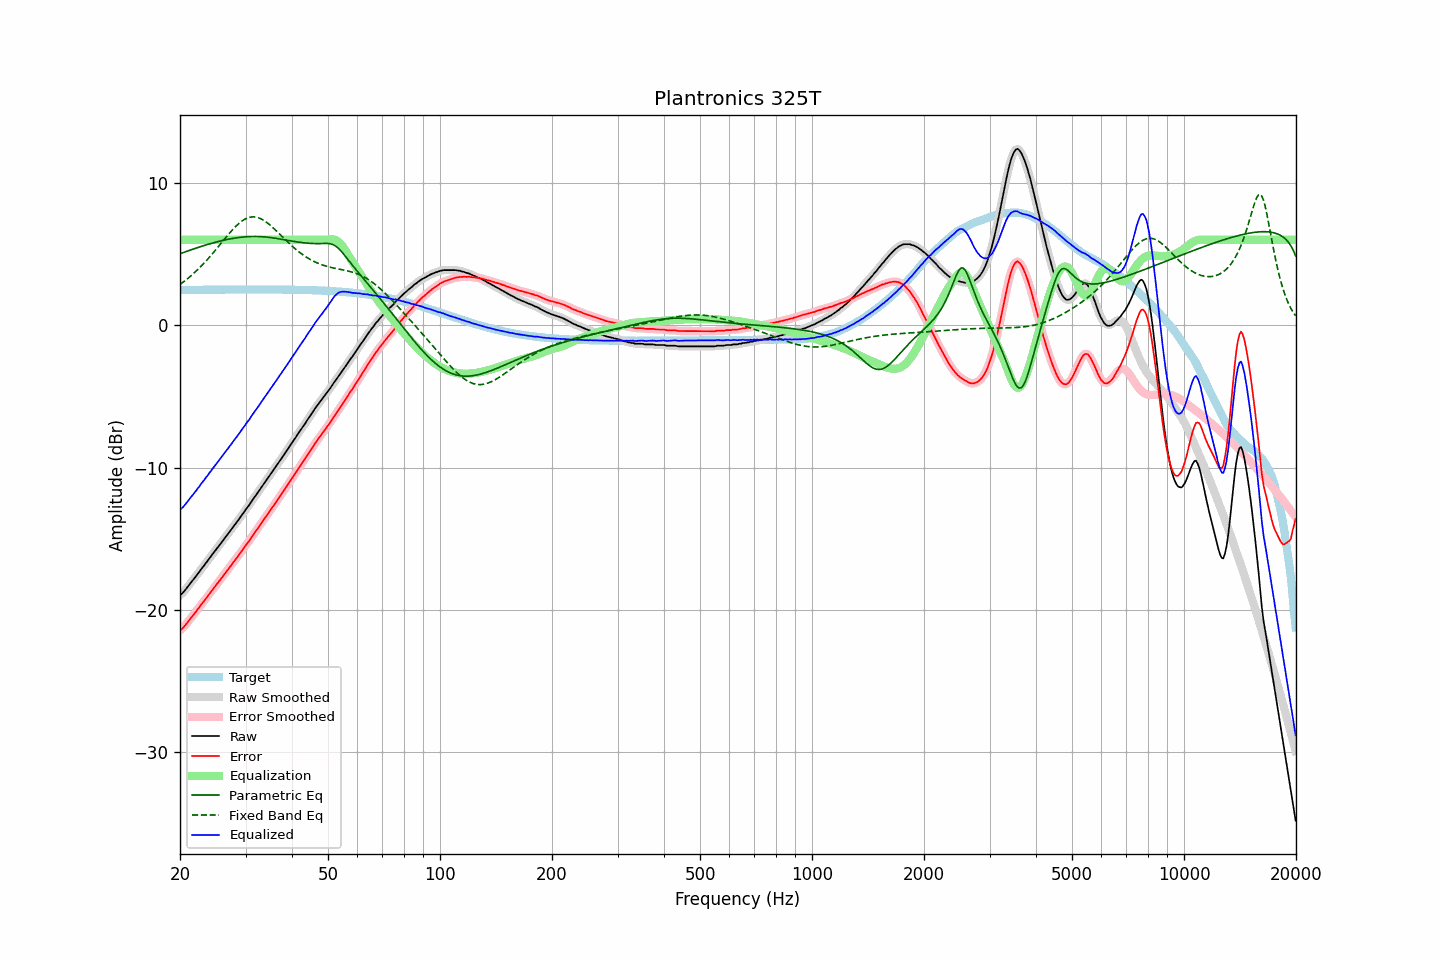 Plantronics 325T
Amplitude (dBr)
10
0
−10
−20
−30
Target
Raw Smoothed
Error Smoothed
Raw
Error
Equalization
Parametric Eq
Fixed Band Eq
Equalized
20 50 100 200 500 1000 2000 5000 10000 20000
Frequency (Hz)